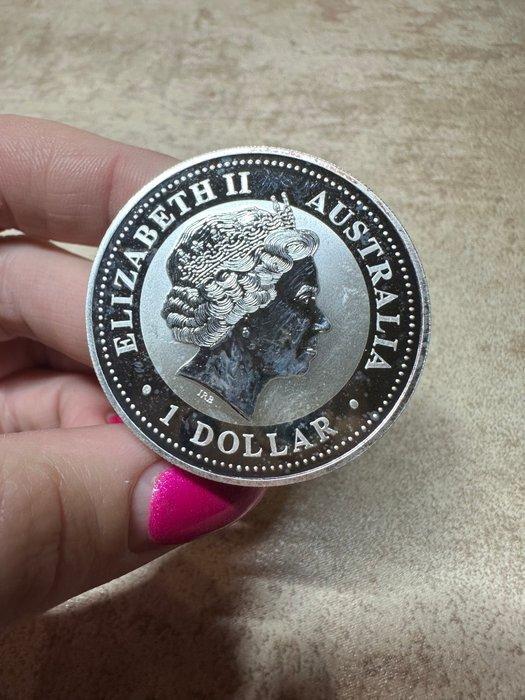 ELIZABETH II
AUSTRALIA
1 DOLLAR
IRB